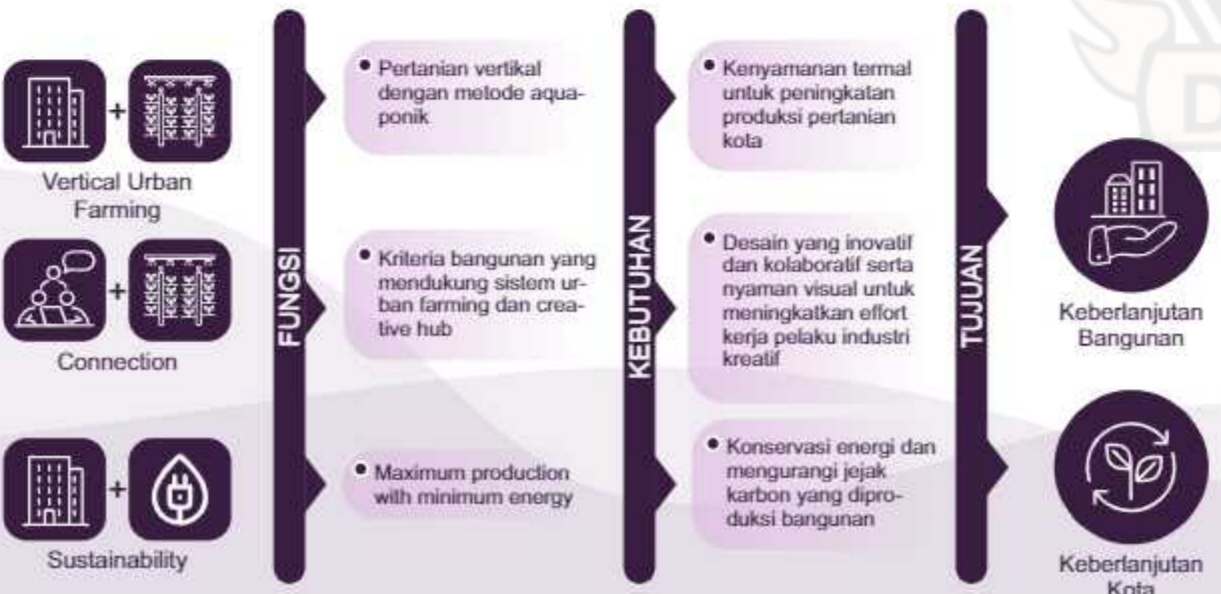 Vertical Urban
Farming
Connection
Sustainability
FUNGSI
Pertanian vertikal
dengan metode aqua-
ponik
Kriteria bangunan yang
mendukung sistem ur-
ban farming dan crea-
tive hub
Maximum production
with minimum energy
KEBUTUHAN
Kenyamanan termal
untuk peningkatan
produksi pertanian
kota
Desain yang inovatif
dan kolaboratif serta
nyaman visual untuk
meningkatkan effort
kerja pelaku industri
kreatif
Konservasi energi dan
mengurangi jejak
karbon yang dipro-
duksi bangunan
TUJUAN
Keberlanjutan
Bangunan
Keberlanjutan
Kota